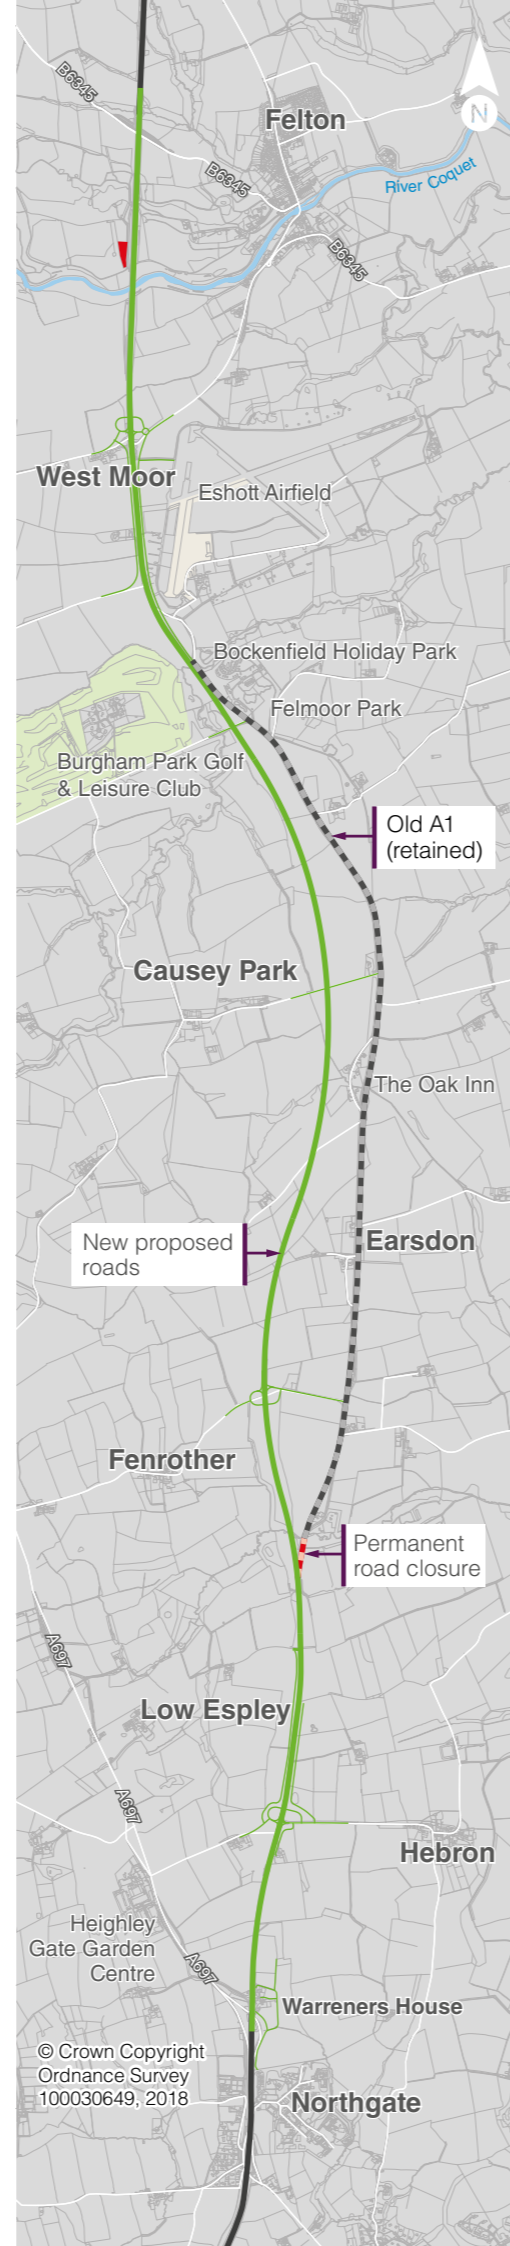 B6345
Felton
N
B6345
River Coquet
B6345
West Moor
Eshott Airfield
Bockenfield Holiday Park
Felmoor Park
Burgham Park Golf
& Leisure Club
Old A1
(retained)
Causey Park
The Oak Inn
New proposed
roads
Earsdon
Fenrother
Permanent
road closure
A697
Low Espley
A697
Hebron
Heighley
Gate Garden
Centre
A697
Warreners House
© Crown Copyright
Ordnance Survey
100030649, 2018
Northgate